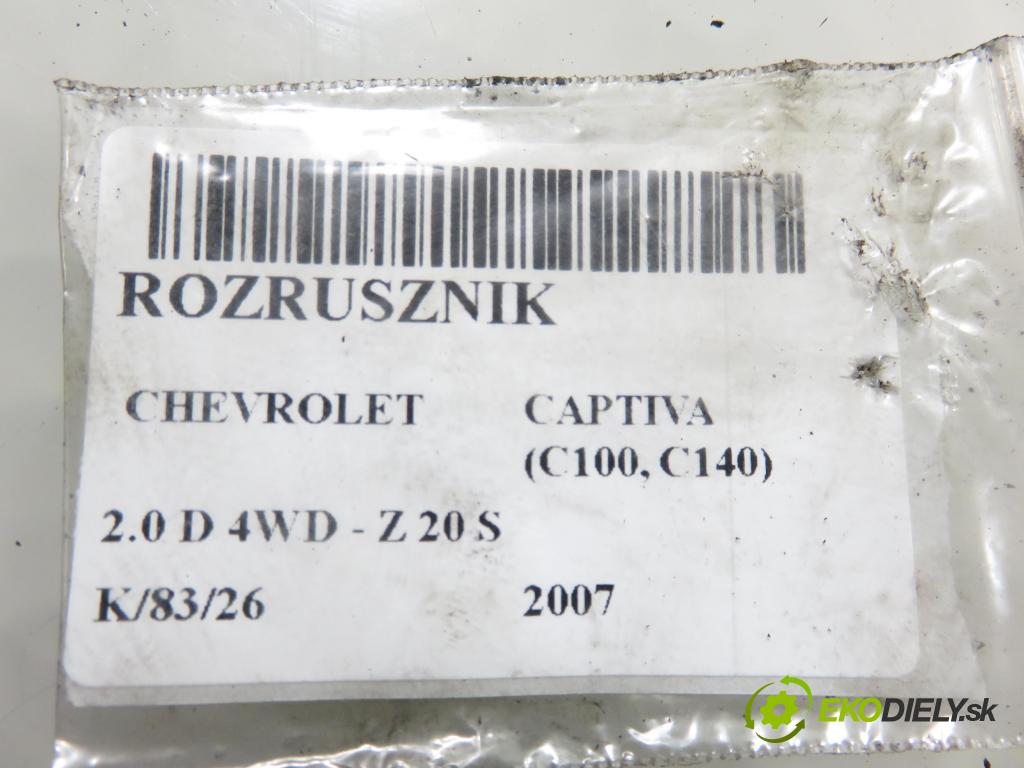 ROZRUSZNIK
CHEVROLET CAPTIVA
(C100, C140)
2.0 D 4WD - Z 20 S
K/83/26 2007
EKODIELY.sk